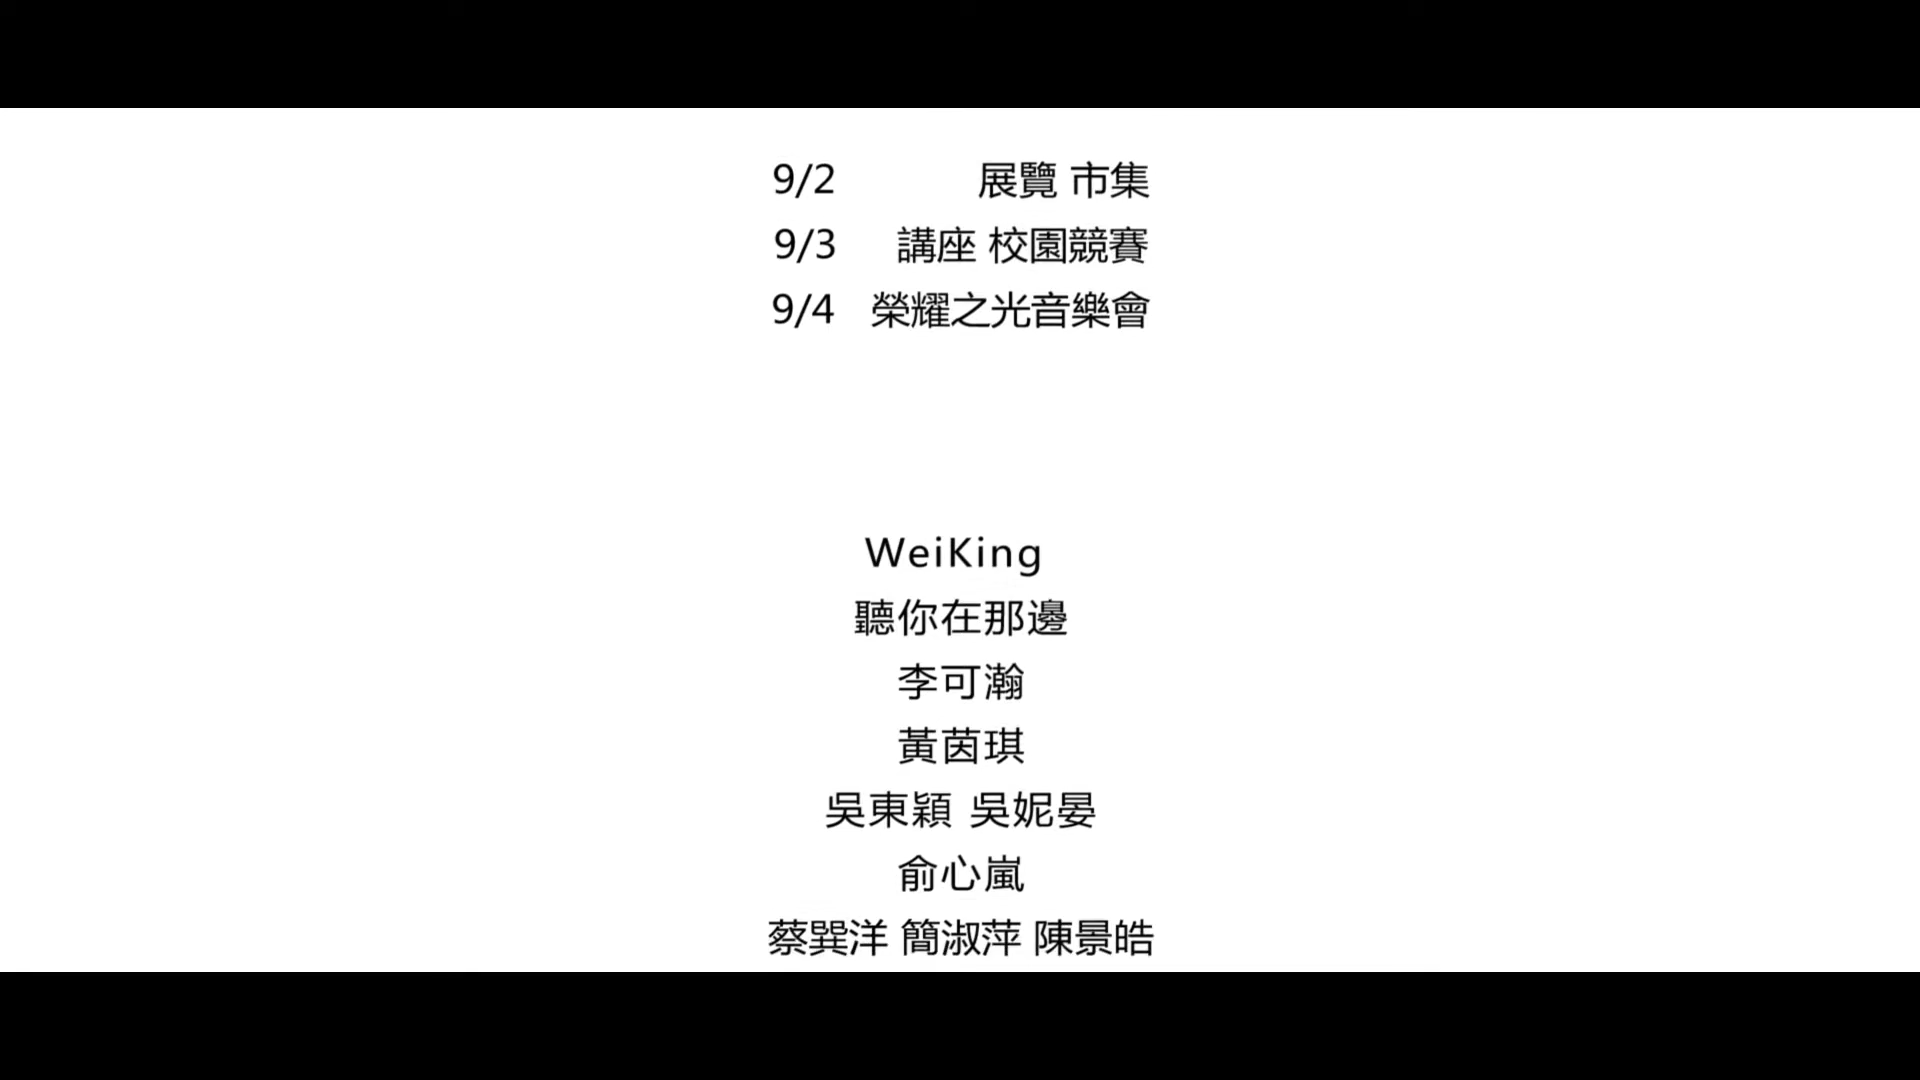 9/2 展覽 市集
9/3 講座 校園競賽
9/4 榮耀之光音樂會
WeiKing
聽你在那邊
李可瀚
黃茵琪
吳東穎 吳妮晏
俞心嵐
蔡巽洋 簡淑萍 陳景皓